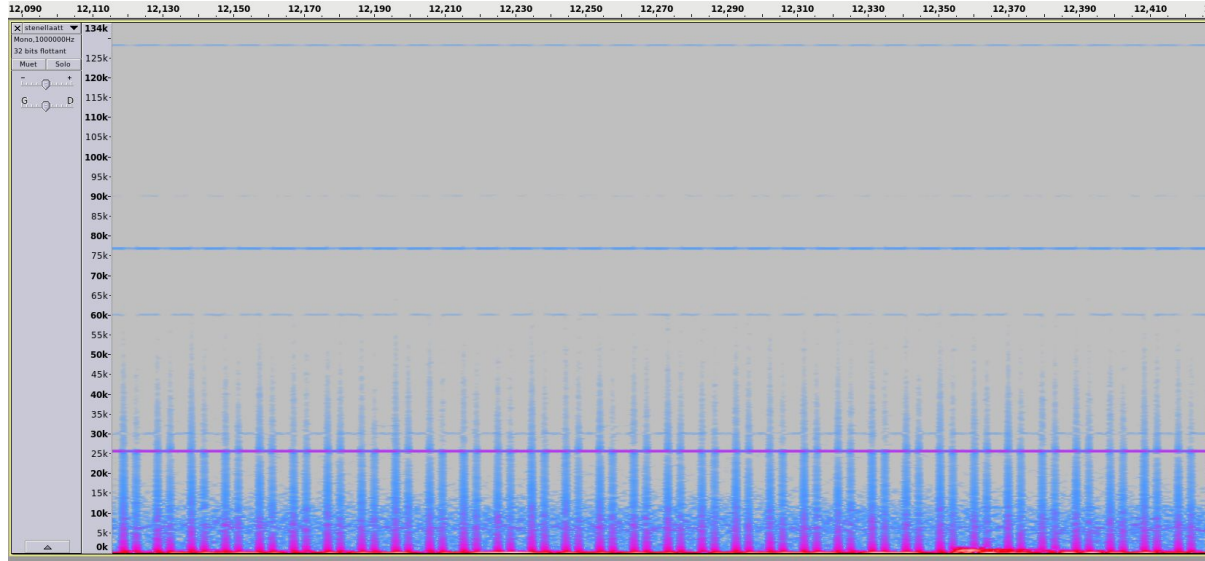 12,090 12,110 12,130 12,150 12,170 12,190 12,210 12,230 12,250 12,270 12,290 12,310 12,330 12,350 12,370 12,390 12,410
stenellaatt
Mono,1000000Hz
32 bits flottant
Muet Solo
- +
G D
134k
125k
120k
115k
110k
105k
100k
95k
90k
85k
80k
75k
70k
65k
60k
55k
50k
45k
40k
35k
30k
25k
20k
15k
10k
5k
0k